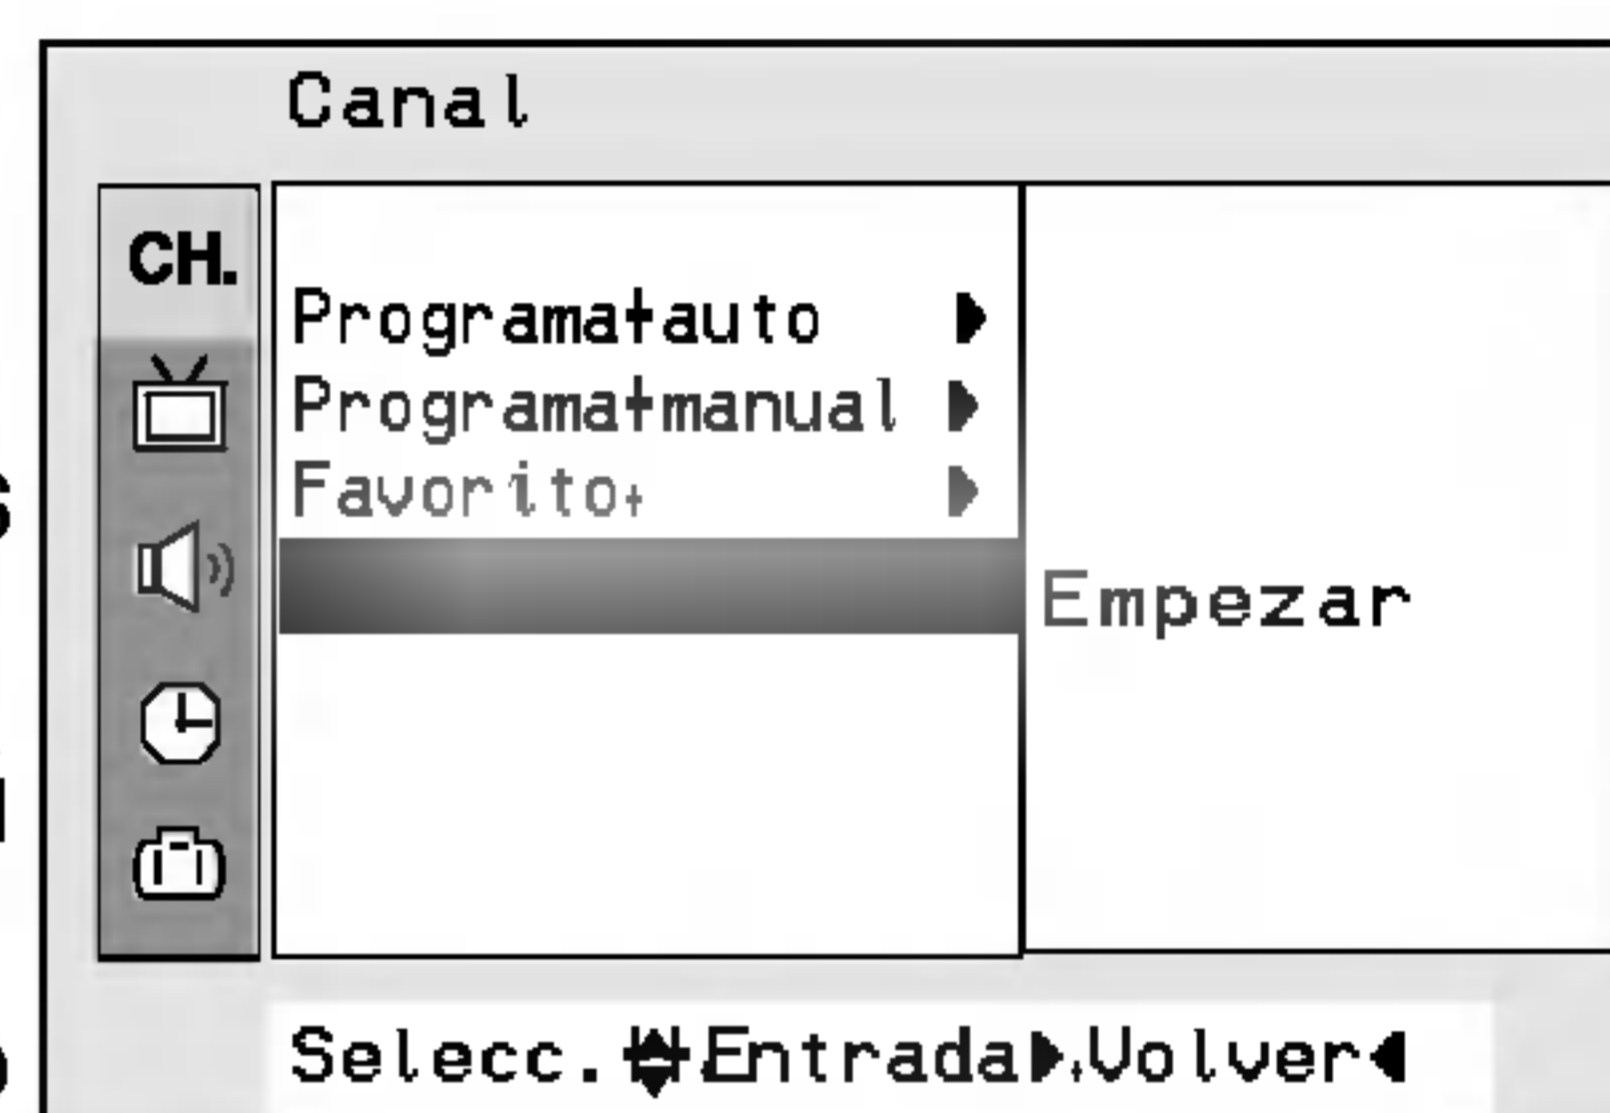 Canal
CH.
Programa+auto
Programa+manual
Favorito+
Empezar
Selecc. Entrada Volver